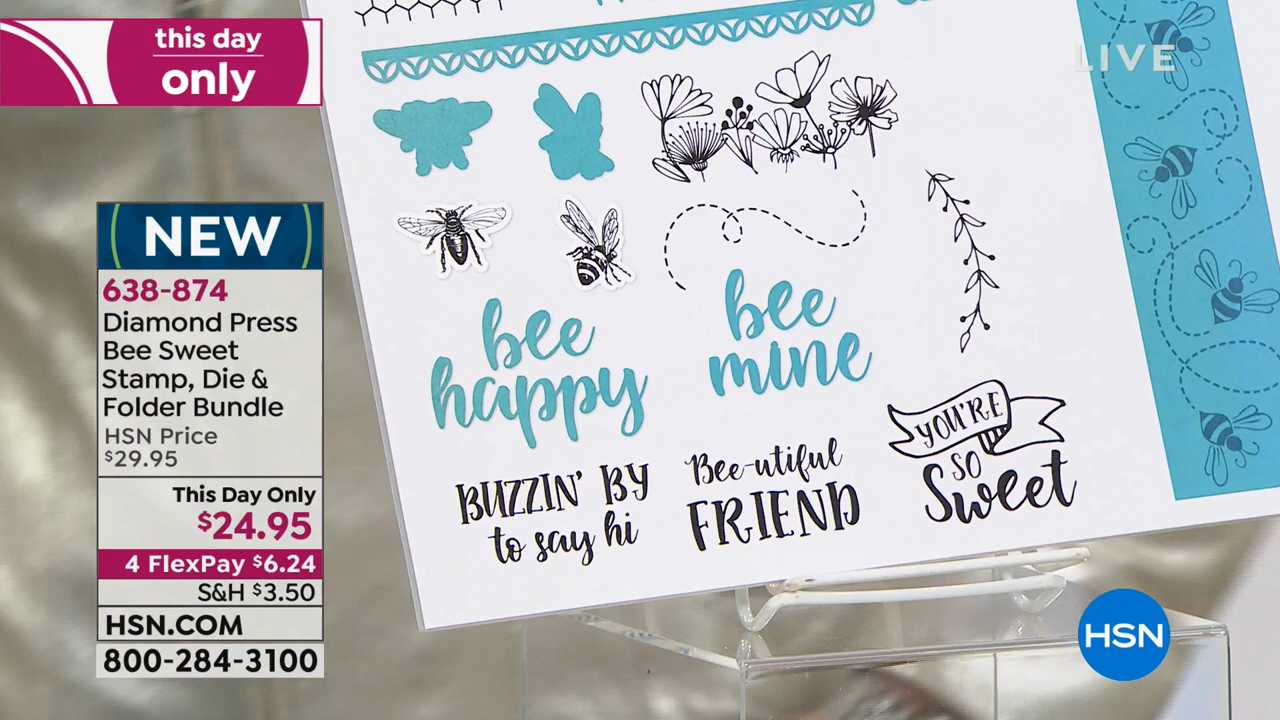 this day
only
LIVE
NEW
638-874
Diamond Press
Bee Sweet
Stamp, Die &
Folder Bundle
HSN Price
$29.95
This Day Only
$24.95
4 FlexPay $6.24
S&H $3.50
HSN.COM
800-284-3100
bee
happy
bee
mine
BUZZIN' BY
to say hi
Bee-utiful
FRIEND
YOU'RE
SO
Sweet
HSN